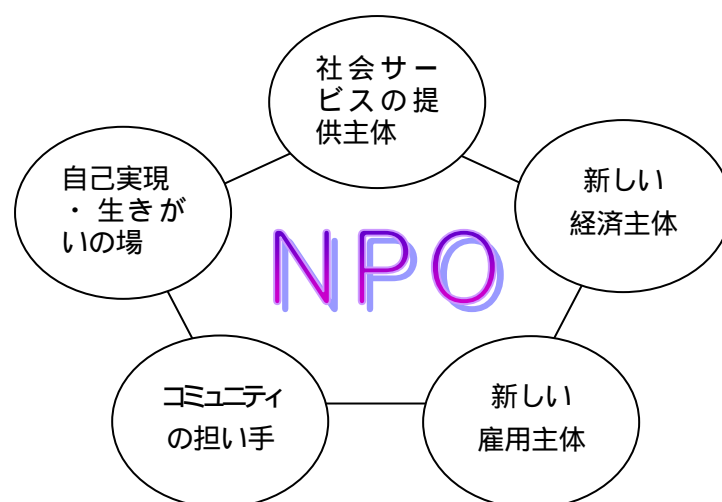 社会サー
ビスの提
供主体
自己実現
・生きが
いの場
新しい
経済主体
NPO
コミュニティ
の担い手
新しい
雇用主体